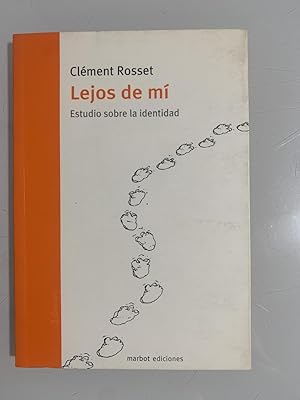 Clément Rosset
Lejos de mí
Estudio sobre la identidad
marbot ediciones